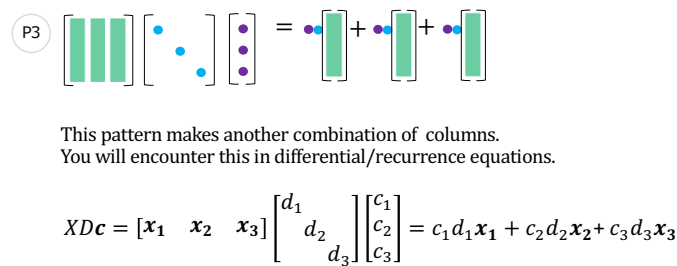 P3
= + +
This pattern makes another combination of columns.
You will encounter this in differential/recurrence equations.
XDc = [x₁ x₂ x₃] [d₁ d₂ d₃] [c₁ c₂ c₃] = c₁d₁x₁ + c₂d₂x₂+ c₃d₃x₃